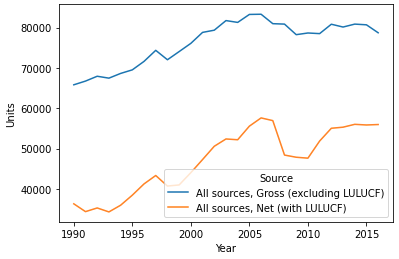 80000
70000
60000
50000
40000
Units
Source
All sources, Gross (excluding LULUCF)
All sources, Net (with LULUCF)
1990 1995 2000 2005 2010 2015
Year